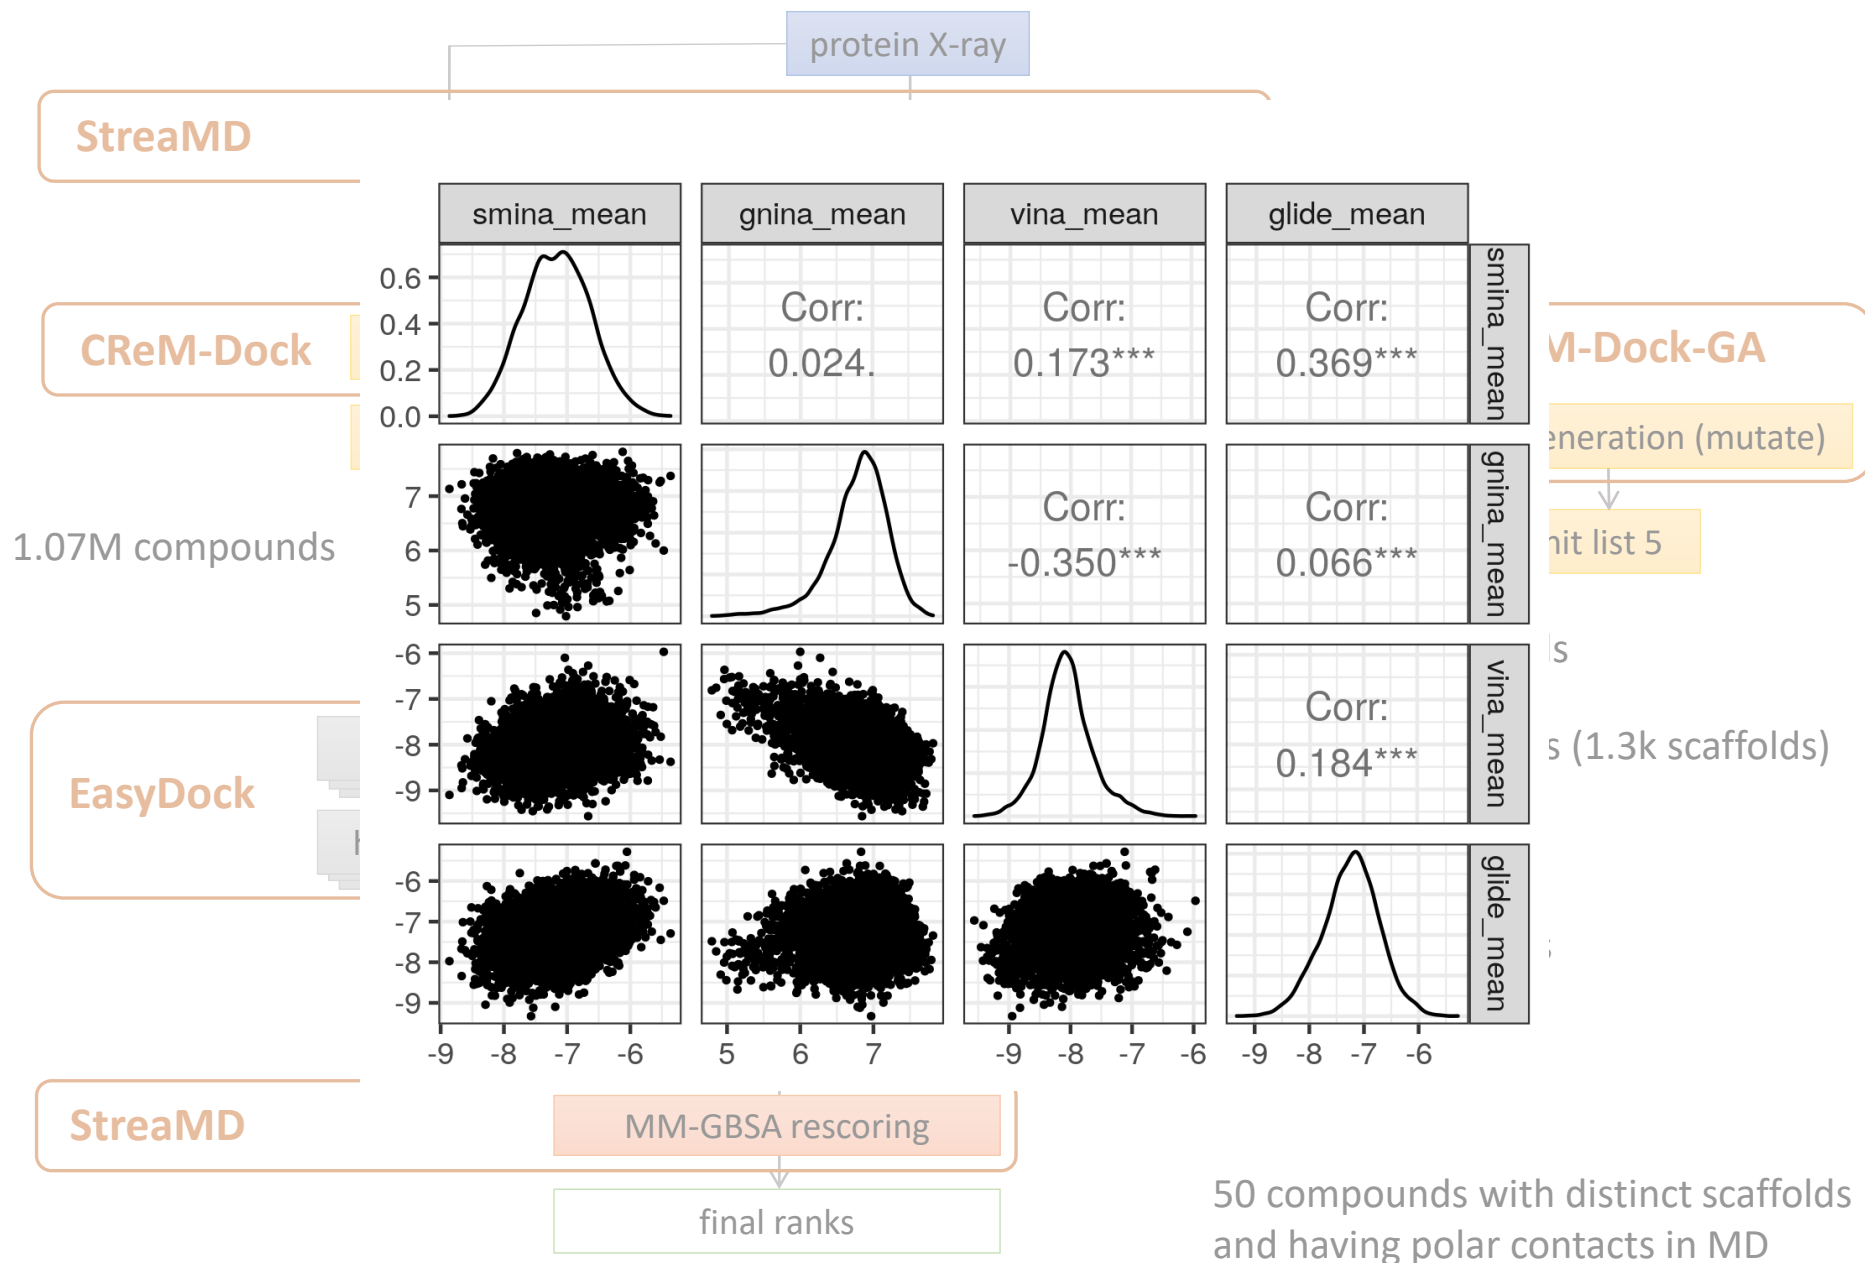 protein X-ray
StreaMD
smina_mean
gnina_mean
vina_mean
glide_mean
0.6
0.4
0.2
0.0
Corr:
0.024.
Corr:
0.173***
Corr:
0.369***
smina_mean
CReM-Dock
M-Dock-GA
7
6
5
Corr:
-0.350***
Corr:
0.066***
gnina_mean
(mutate)
1.07M compounds
list 5
-6
-7
-8
-9
Corr:
0.184***
vina_mean
(1.3k scaffolds)
EasyDock
-6
-7
-8
-9
glide_mean
-9 -8 -7 -6
5 6 7
-9 -8 -7 -6
-9 -8 -7 -6
StreaMD
MM-GBSA rescoring
final ranks
50 compounds with distinct scaffolds
and having polar contacts in MD